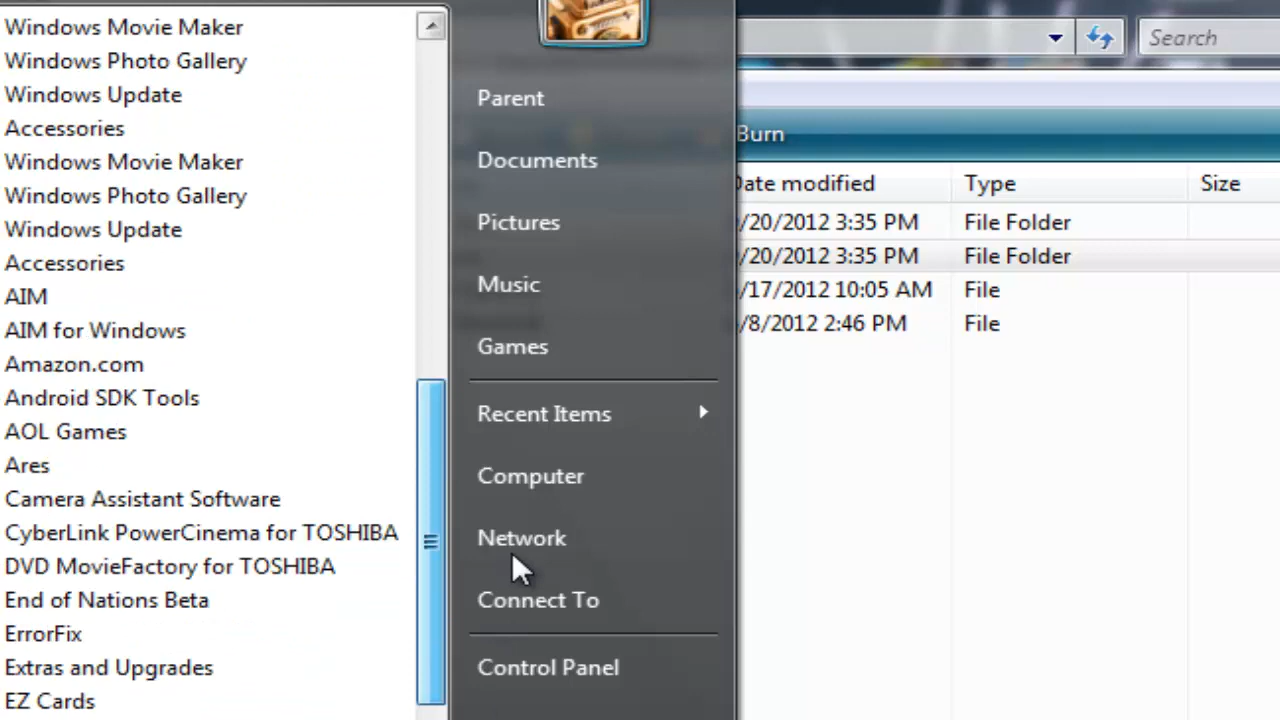 Windows Movie Maker
Windows Photo Gallery
Windows Update
Accessories
Windows Movie Maker
Windows Photo Gallery
Windows Update
Accessories
AIM
AIM for Windows
Amazon.com
Android SDK Tools
AOL Games
Ares
Camera Assistant Software
CyberLink PowerCinema for TOSHIBA
DVD MovieFactory for TOSHIBA
End of Nations Beta
ErrorFix
Extras and Upgrades
EZ Cards
Parent
Documents
Pictures
Music
Games
Recent Items
Computer
Network
Connect To
Control Panel
Search
Burn
Date modified Type Size
/20/2012 3:35 PM File Folder
/20/2012 3:35 PM File Folder
/17/2012 10:05 AM File
/8/2012 2:46 PM File